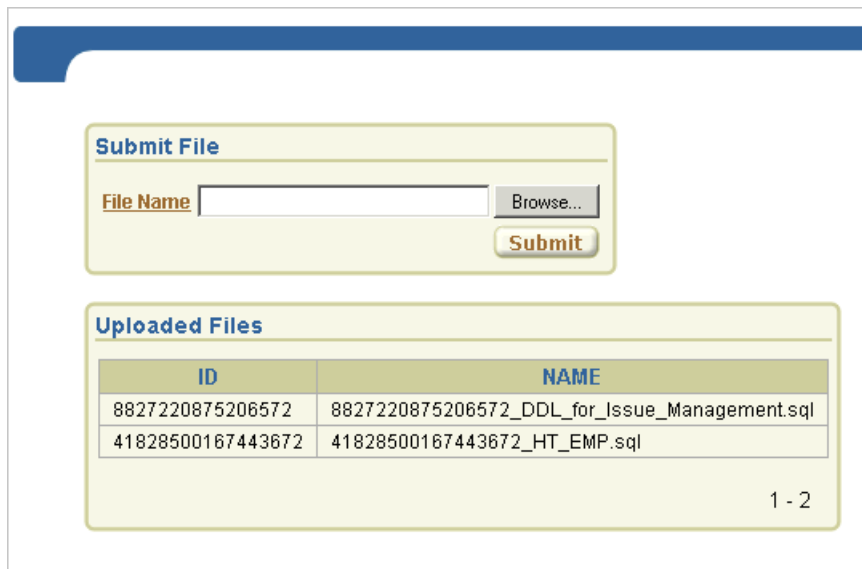 Submit File
File Name Browse...
Submit
Uploaded Files
ID NAME
8827220875206572 8827220875206572_DDL_for_Issue_Management.sql
41828500167443672 41828500167443672_HT_EMP.sql
1 - 2